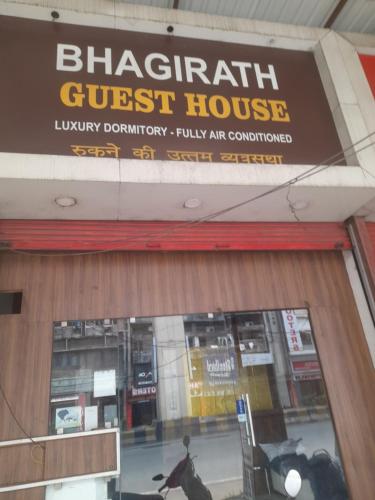 BHAGIRATH
GUEST HOUSE
LUXURY DORMITORY - FULLY AIR CONDITIONED
रुकने की उत्तम व्यवस्था